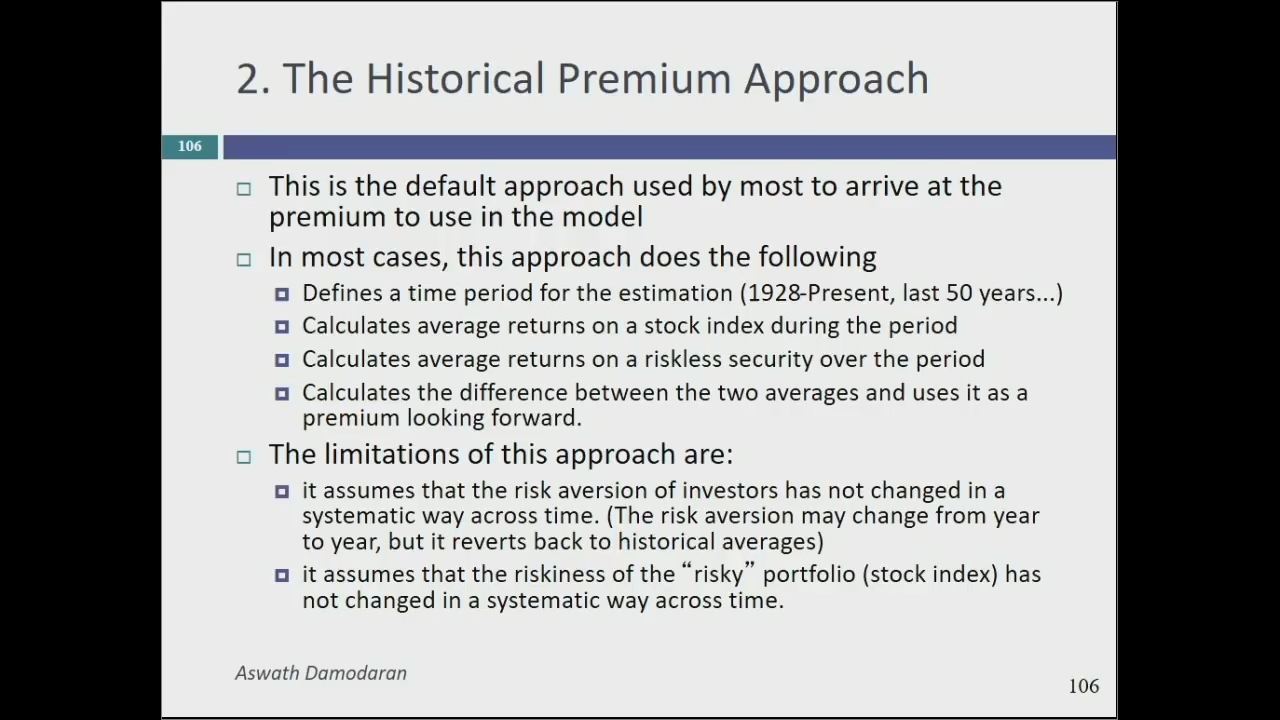 2. The Historical Premium Approach
106
This is the default approach used by most to arrive at the
premium to use in the model
In most cases, this approach does the following
Defines a time period for the estimation (1928-Present, last 50 years...)
Calculates average returns on a stock index during the period
Calculates average returns on a riskless security over the period
Calculates the difference between the two averages and uses it as a
premium looking forward.
The limitations of this approach are:
it assumes that the risk aversion of investors has not changed in a
systematic way across time. (The risk aversion may change from year
to year, but it reverts back to historical averages)
it assumes that the riskiness of the “risky” portfolio (stock index) has
not changed in a systematic way across time.
Aswath Damodaran
106